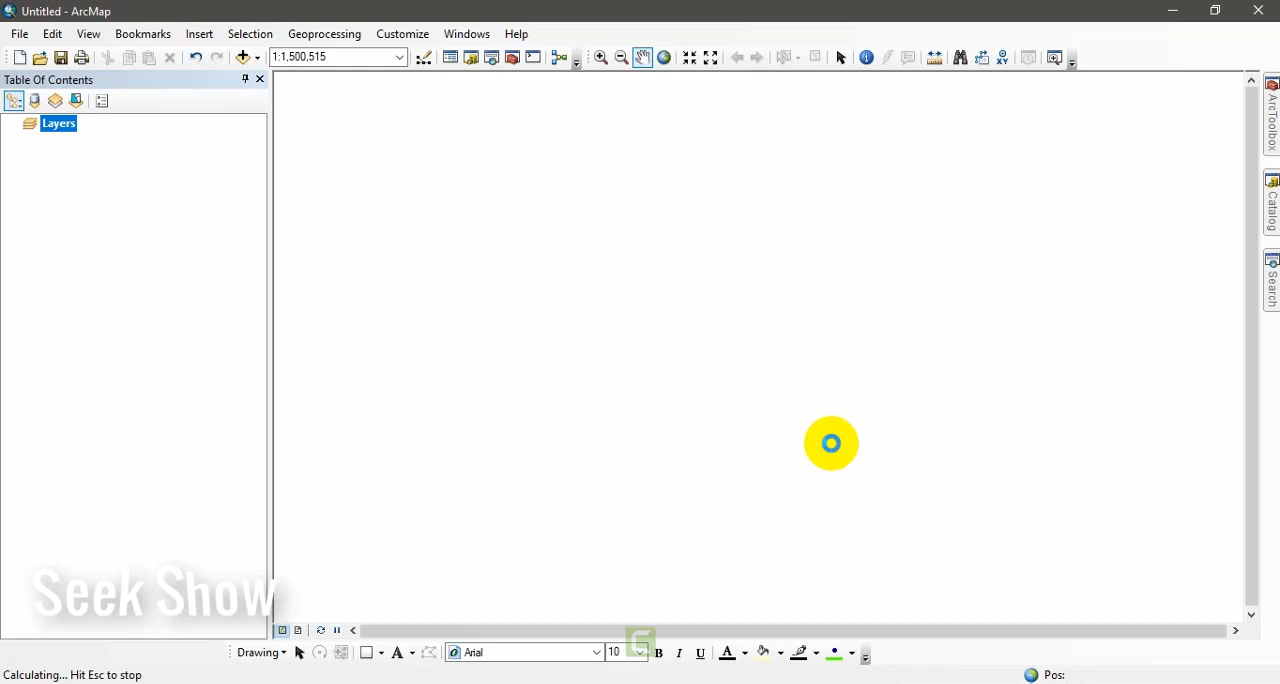 Untitled - ArcMap
File Edit View Bookmarks Insert Selection Geoprocessing Customize Windows Help
1:1,500,515
Table Of Contents
Layers
ArcToolbox
Catalog
Search
Seek Show
Drawing A Arial 10 B I U A
Calculating... Hit Esc to stop
Pos: